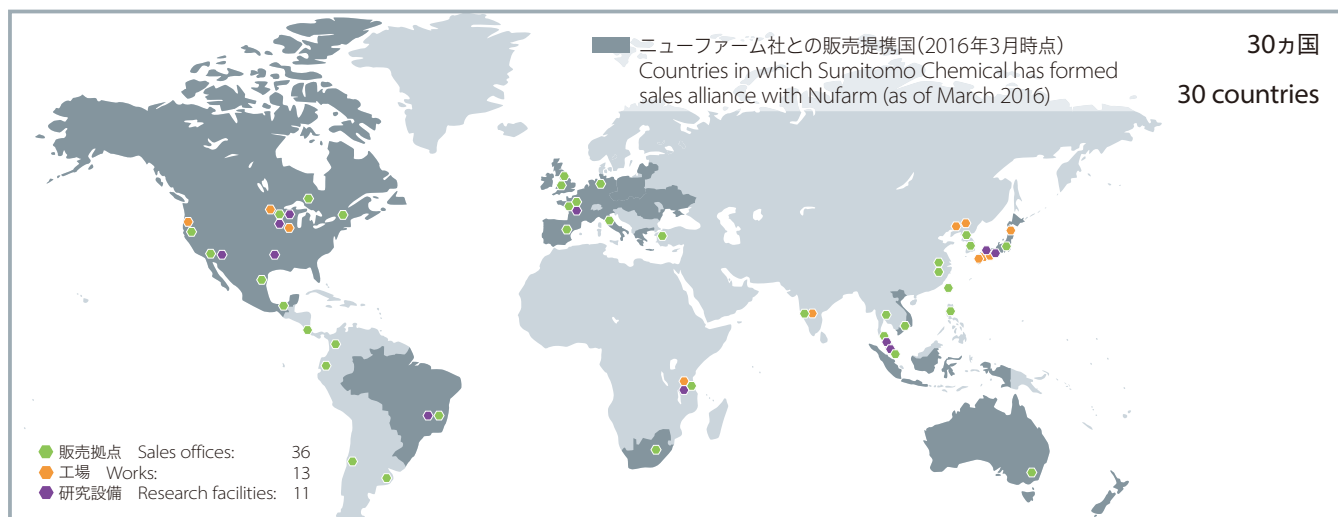 ニューファーム社との販売提携国(2016年3月時点)
30ヵ国
Countries in which Sumitomo Chemical has formed
sales alliance with Nufarm (as of March 2016)
30 countries
販売拠点 Sales offices: 36
工場 Works: 13
研究設備 Research facilities: 11